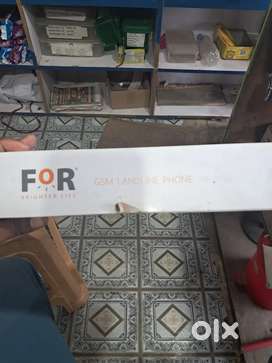 FOR®
BRIGHTER LIFE
GSM LANDLINE PHONE
olx